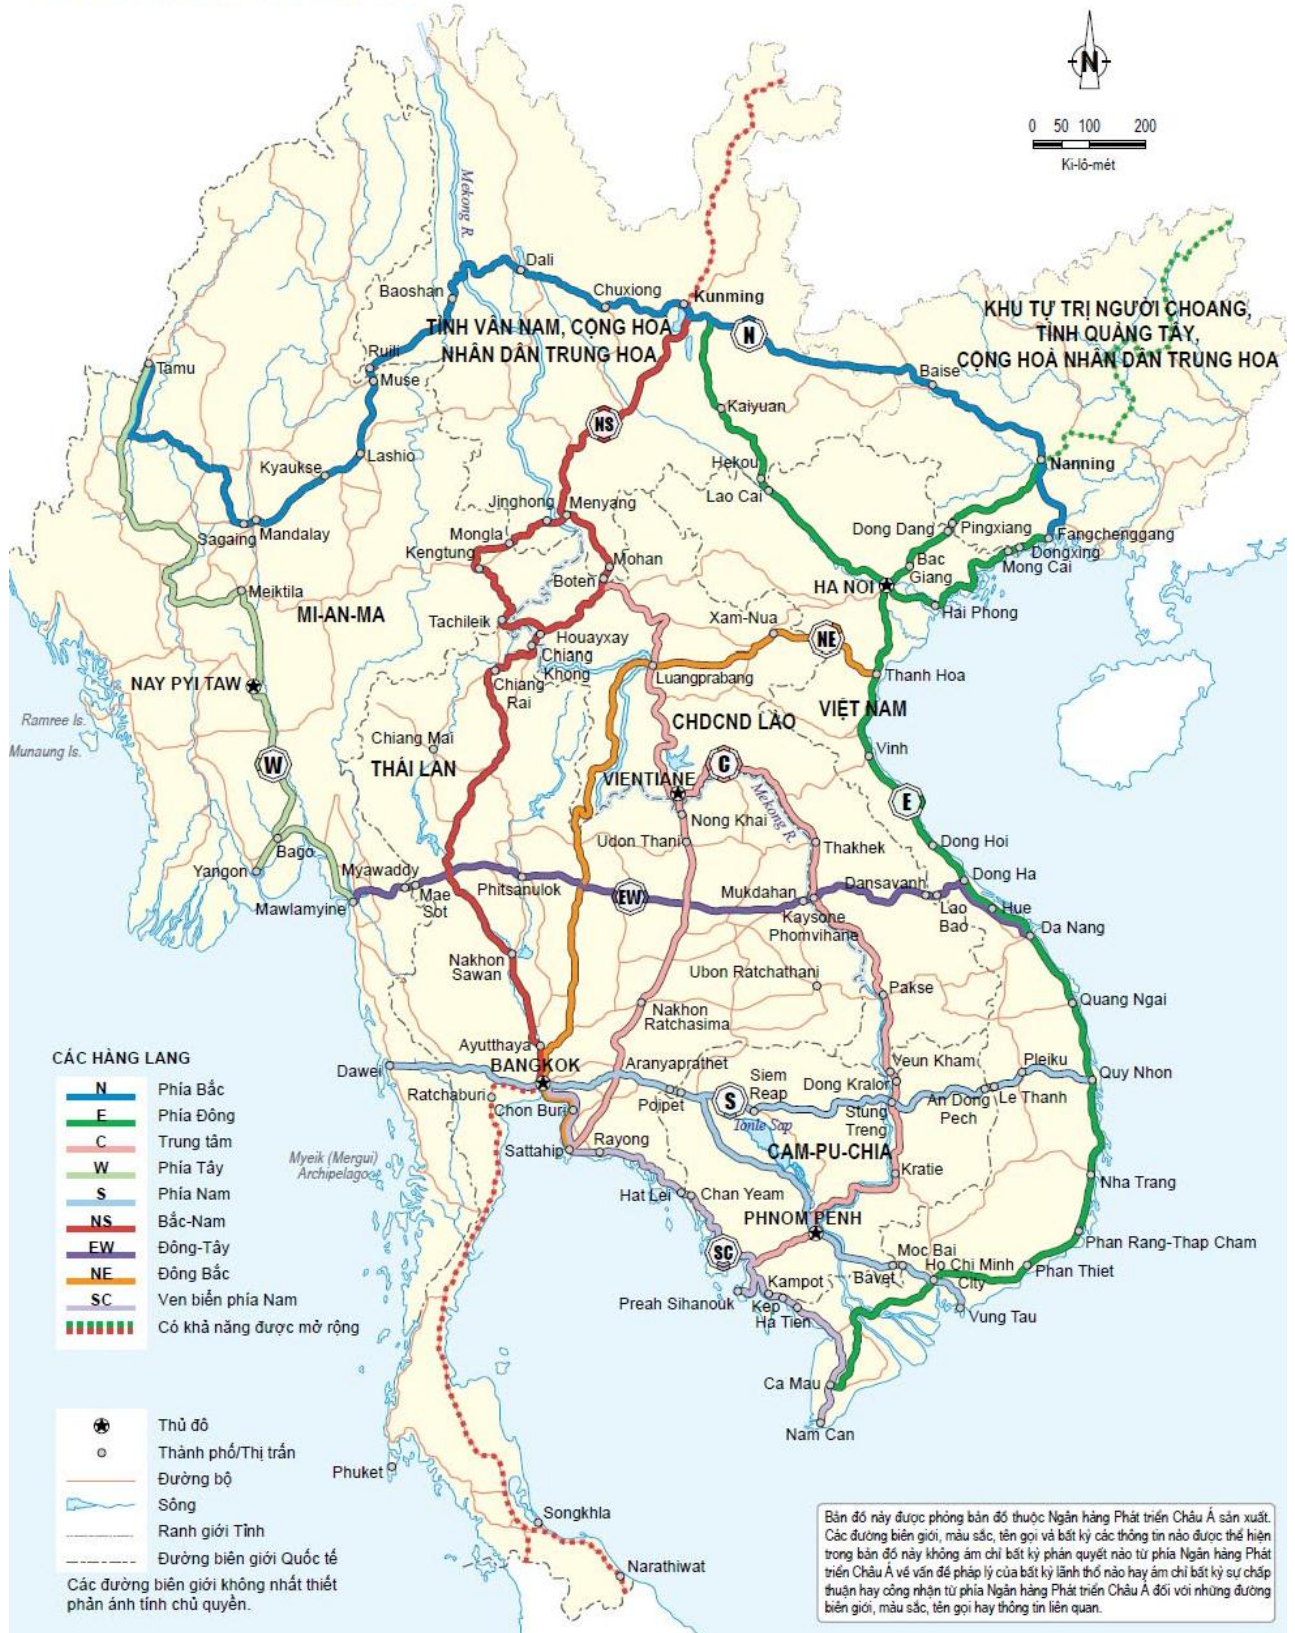 N
0 50 100 200
Ki-lô-mét
Mekong R.
Dali
Baoshan
Chuxiong
Kunming
TỈNH VÂN NAM, CỘNG HOÀ
NHÂN DÂN TRUNG HOA
N
KHU TỰ TRỊ NGƯỜI CHOANG,
TỈNH QUẢNG TÂY,
CỘNG HOÀ NHÂN DÂN TRUNG HOA
Ruili
Muse
Tamu
Baise
Kaiyuan
NS
Kyaukse
Lashio
Hekou
Lao Cai
Nanning
Jinghong
Menyang
Sagaing
Mandalay
Mongla
Kengtung
Dong Dang
Pingxiang
Fangchenggang
Dongxing
Mong Cai
Mohan
Boten
Bac
Giang
HA NOI
Hai Phong
Meiktila
MI-AN-MA
Tachileik
Houayxay
Chiang
Khong
Xam-Nua
NE
Luangprabang
Thanh Hoa
Chiang
Rai
NAY PYI TAW
Ramree Is.
Munaung Is.
CHDCND LÀO
VIỆT NAM
Chiang Mai
THÁI LAN
W
Vinh
VIENTIANE
C
Mekong R.
E
Nong Khai
Udon Thani
Thakhek
Dong Hoi
Bago
Yangon
Myawaddy
Mae
Sot
Mawlamyine
Phitsanulok
EW
Mukdahan
Kaysone
Phomvihane
Dansavanh
Dong Ha
Lao
Bao
Hue
Da Nang
Nakhon
Sawan
Ubon Ratchathani
Pakse
Quang Ngai
Nakhon
Ratchasima
Ayutthaya
BANGKOK
Dawei
Ratchaburi
Chon Buri
Aranyaprathet
Poipet
S
Siem
Reap
Tonle Sap
Veun Kham
Dong Kralor
Stung
Treng
Pleiku
An Dong
Pech
Le Thanh
Quy Nhon
CAM-PU-CHIA
Kratie
Sattahip
Rayong
Myeik (Mergui)
Archipelago
Hat Lei
Chan Yeam
Nha Trang
PHNOM PENH
Phan Rang-Thap Cham
SC
Moc Bai
Bavet
Ho Chi Minh
City
Phan Thiet
Vung Tau
Kampot
Preah Sihanouk
Kep
Ha Tien
Ca Mau
Nam Can
Phuket
Songkhla
Narathiwat
CÁC HÀNG LANG
N Phía Bắc
E Phía Đông
C Trung tâm
W Phía Tây
S Phía Nam
NS Bắc-Nam
EW Đông-Tây
NE Đông Bắc
SC Ven biển phía Nam
Có khả năng được mở rộng
Thủ đô
Thành phố/Thị trấn
Đường bộ
Sông
Ranh giới Tỉnh
Đường biên giới Quốc tế
Các đường biên giới không nhất thiết
phản ánh tính chủ quyền.
Bản đồ này được phòng bản đồ thuộc Ngân hàng Phát triển Châu Á sản xuất.
Các đường biên giới, màu sắc, tên gọi và bất kỳ các thông tin nào được thể hiện
trong bản đồ này không ám chỉ bất kỳ phán quyết nào từ phía Ngân hàng Phát
triển Châu Á về vấn đề pháp lý của bất kỳ lãnh thổ nào hay ám chỉ bất kỳ sự chấp
thuận hay công nhận từ phía Ngân hàng Phát triển Châu Á đối với những đường
biên giới, màu sắc, tên gọi hay thông tin liên quan.